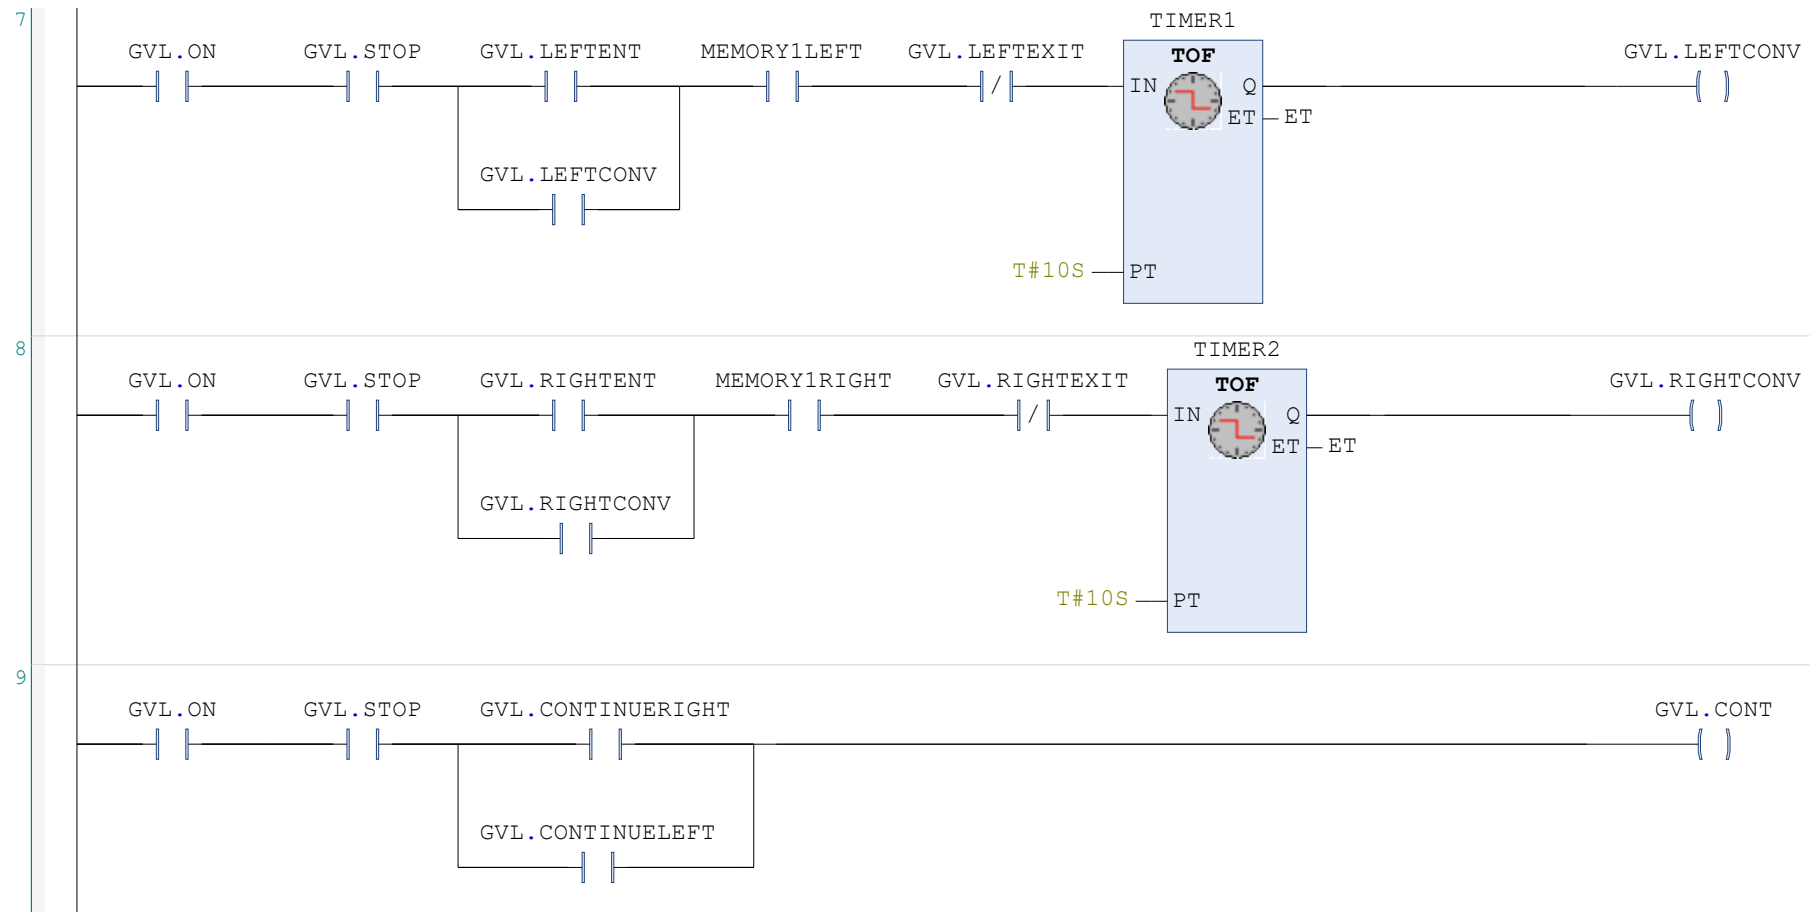 7
TIMER1
GVL.ON GVL.STOP GVL.LEFTENT MEMORY1LEFT GVL.LEFTEXIT TOF GVL.LEFTCONV
IN Q
/
ET ET
GVL.LEFTCONV
T#10S PT
8
TIMER2
GVL.ON GVL.STOP GVL.RIGHTENT MEMORY1RIGHT GVL.RIGHTEXIT TOF GVL.RIGHTCONV
IN Q
/
ET ET
GVL.RIGHTCONV
T#10S PT
9
GVL.ON GVL.STOP GVL.CONTINUERIGHT GVL.CONT
GVL.CONTINUELEFT